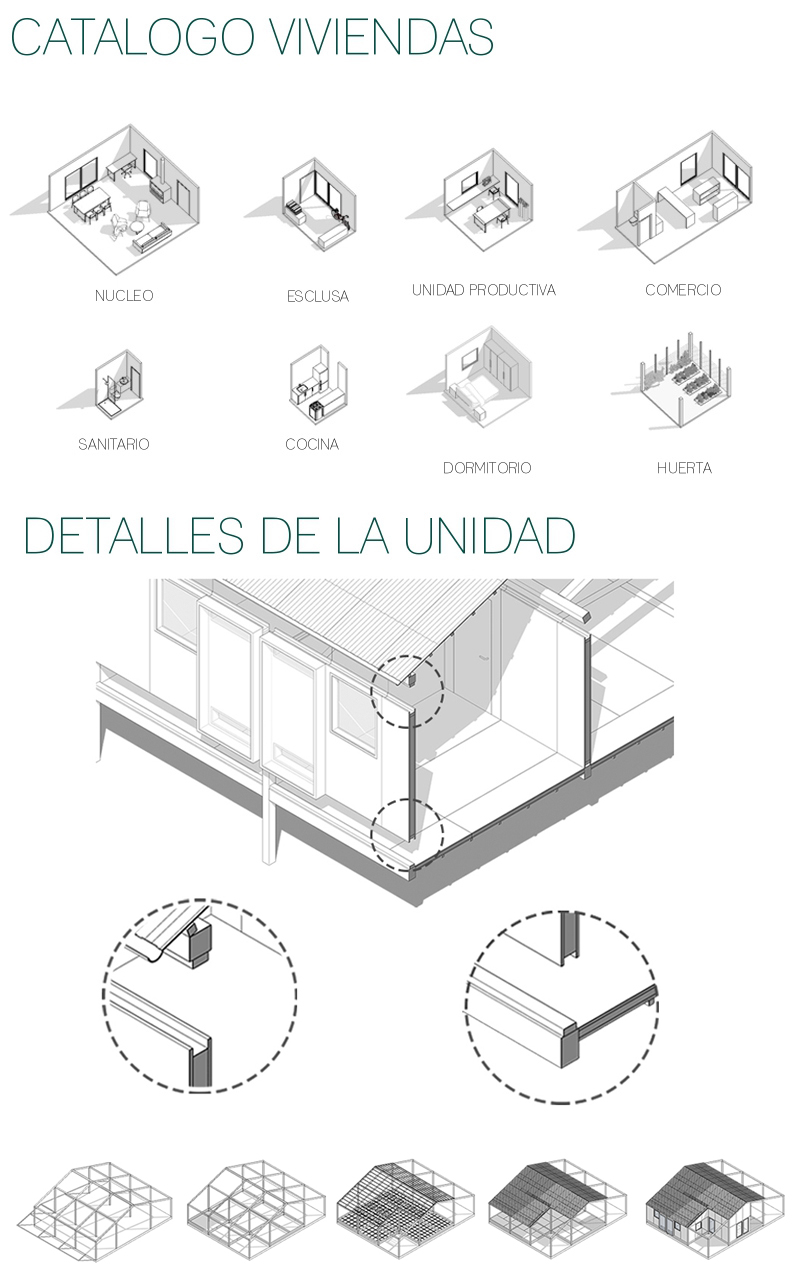 CATALOGO VIVIENDAS
NUCLEO
ESCLUSA
UNIDAD PRODUCTIVA
COMERCIO
SANITARIO
COCINA
DORMITORIO
HUERTA
DETALLES DE LA UNIDAD